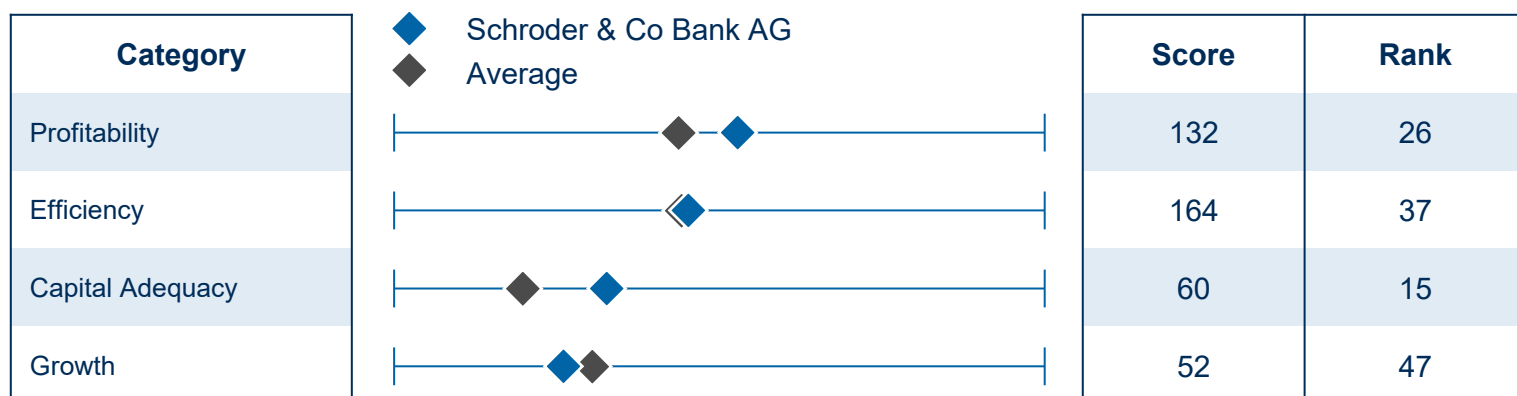 Schroder & Co Bank AG
Average
Category
Score
Rank
Profitability
132
26
Efficiency
164
37
Capital Adequacy
60
15
Growth
52
47